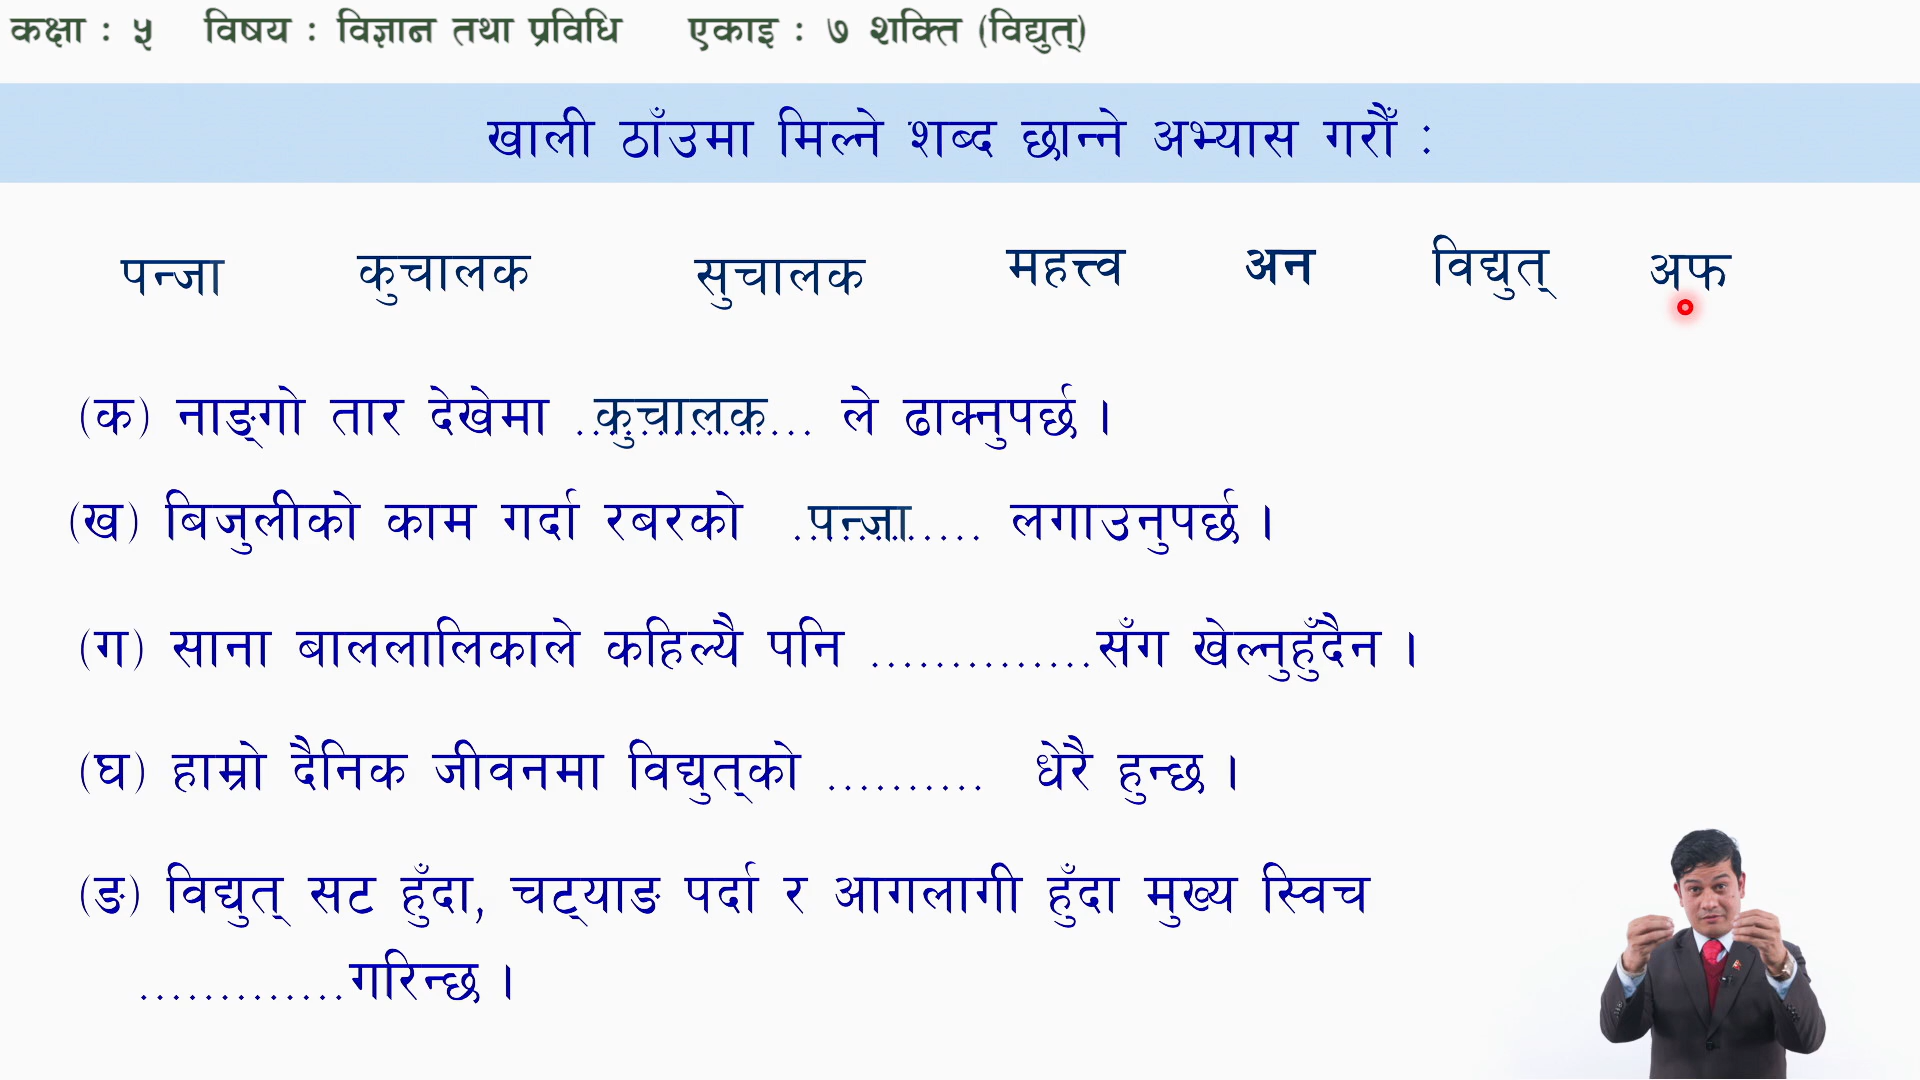 कक्षा : ५ विषय : विज्ञान तथा प्रविधि एकाइ : ७ शक्ति (विद्युत्)
खाली ठाँउमा मिल्ने शब्द छान्ने अभ्यास गरौँ :
पन्जा कुचालक सुचालक महत्त्व अन विद्युत् अफ
(क) नाङ्गो तार देखेमा ..कुचालक... ले ढाक्नुपर्छ ।
(ख) बिजुलीको काम गर्दा रबरको ..पन्जा.... लगाउनुपर्छ ।
(ग) साना बाललालिकाले कहिल्यै पनि ..............सँग खेल्नुहुँदैन ।
(घ) हाम्रो दैनिक जीवनमा विद्युत्को .......... धेरै हुन्छ ।
(ङ) विद्युत् सट हुँदा, चट्याङ पर्दा र आगलागी हुँदा मुख्य स्विच
.............गरिन्छ ।